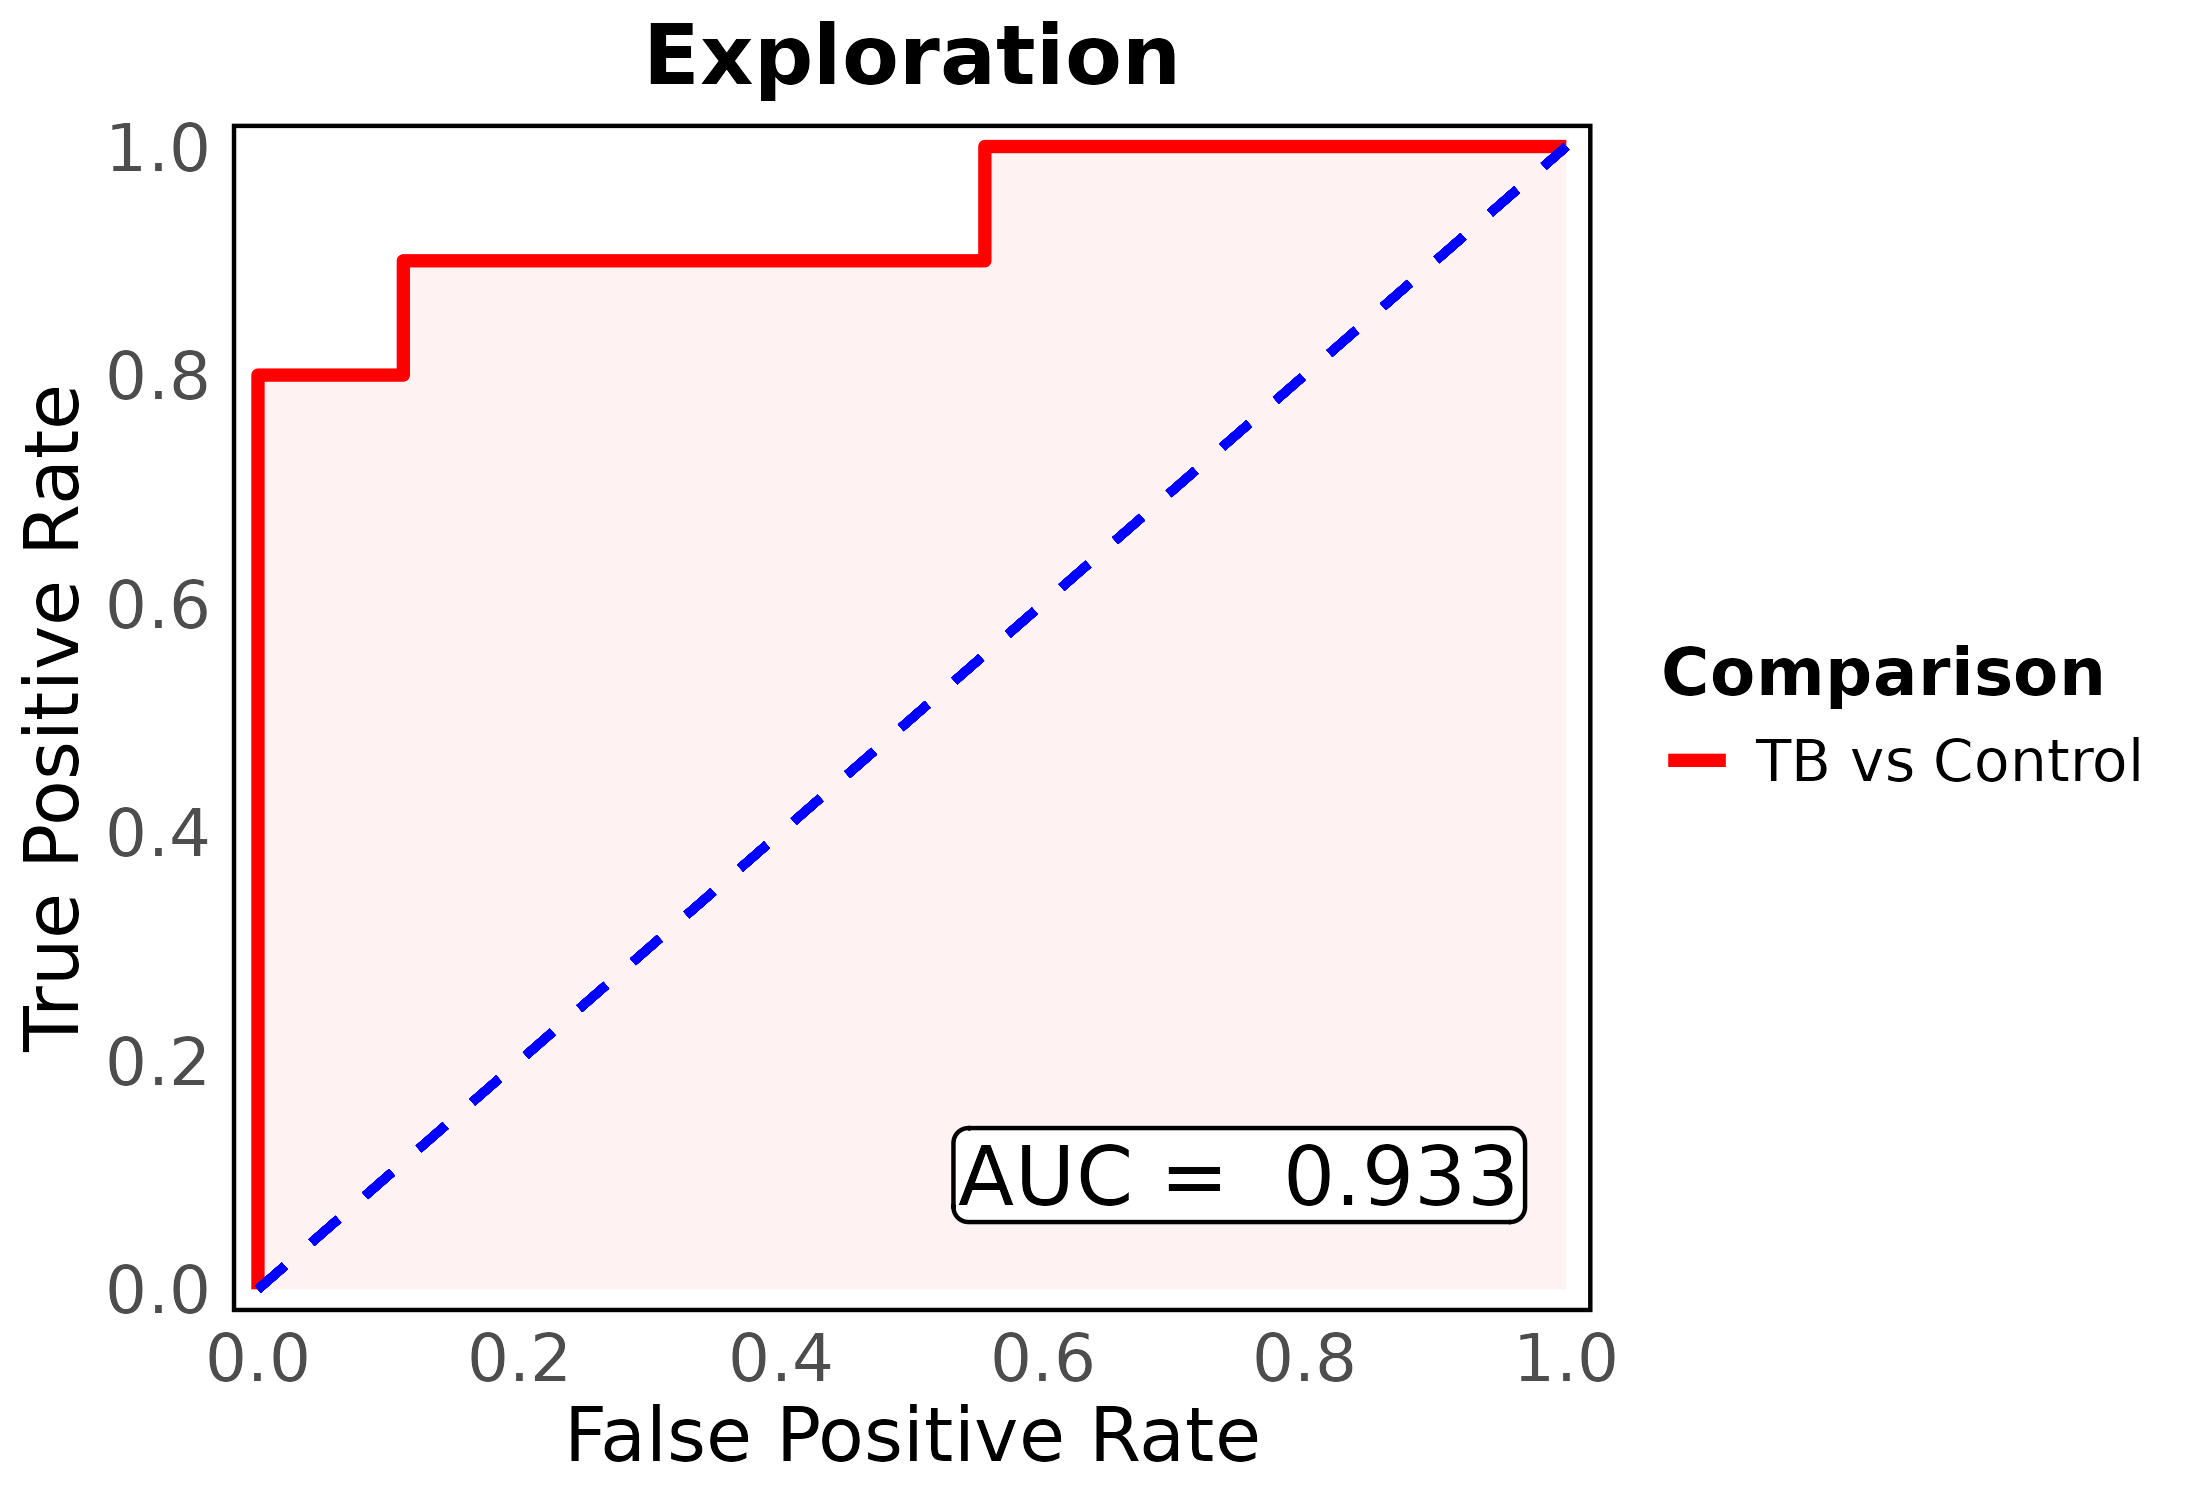 Exploration
True Positive Rate
1.0
0.8
0.6
0.4
0.2
0.0
AUC =  0.933
0.0 0.2 0.4 0.6 0.8 1.0
False Positive Rate
Comparison
TB vs Control